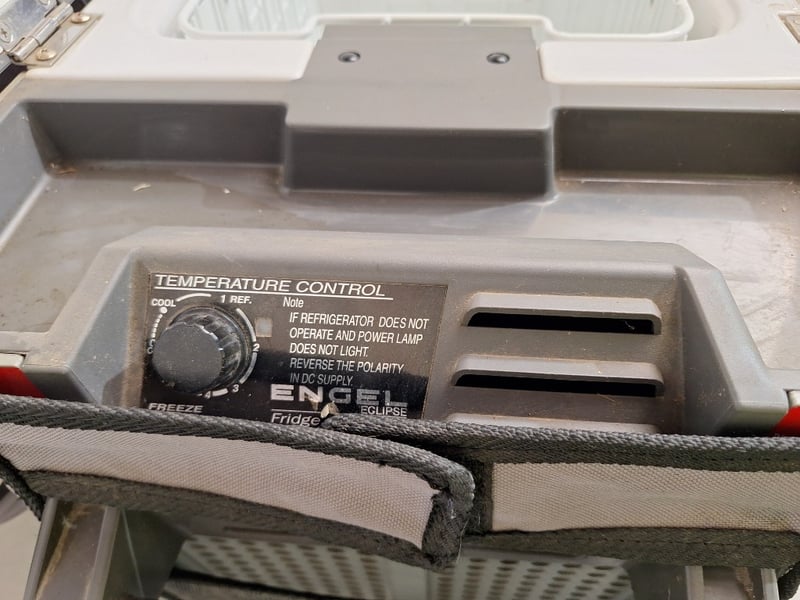 TEMPERATURE CONTROL
COOL
1 REF.
2
3
4
FREEZE
Note
IF REFRIGERATOR DOES NOT
OPERATE AND POWER LAMP
DOES NOT LIGHT.
REVERSE THE POLARITY
IN DC SUPPLY.
ENGEL
ECLIPSE
Fridge